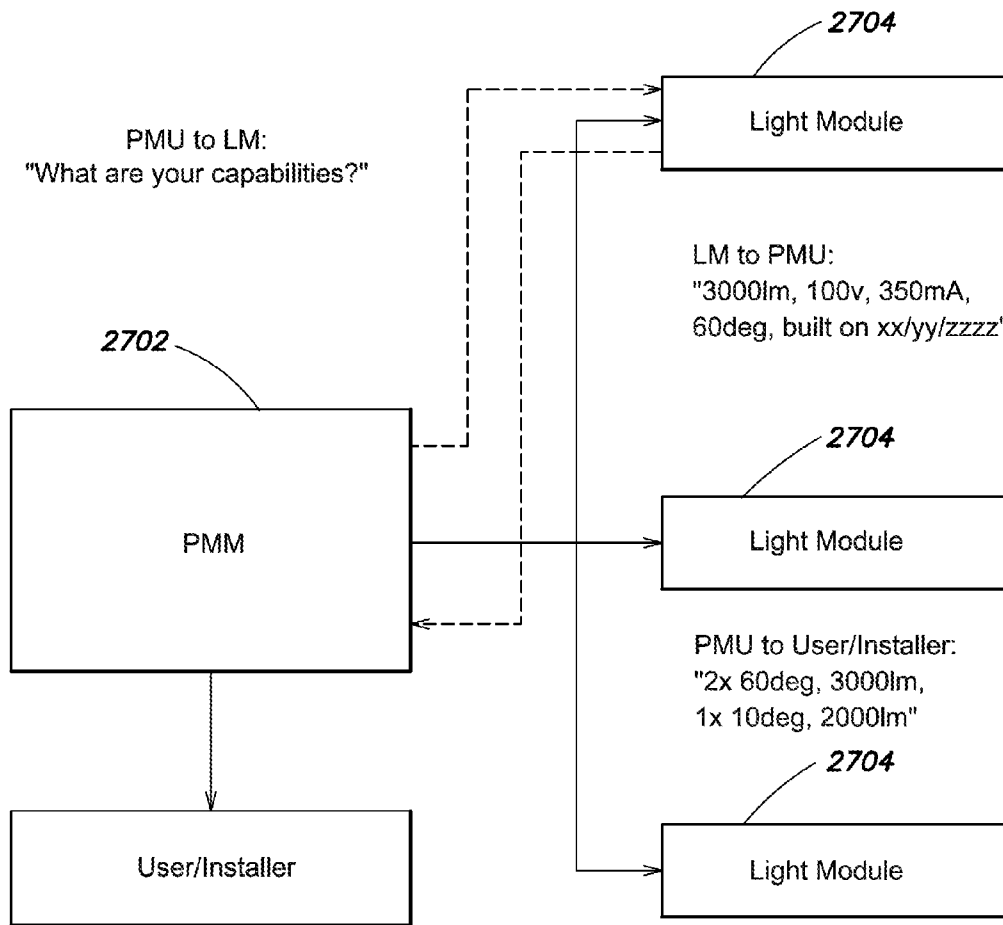 2704
Light Module
PMU to LM:
"What are your capabilities?"
LM to PMU:
"3000lm, 100v, 350mA,
60deg, built on xx/yy/zzzz"
2702
PMM
2704
Light Module
PMU to User/Installer:
"2x 60deg, 3000lm,
1x 10deg, 2000lm"
2704
Light Module
User/Installer